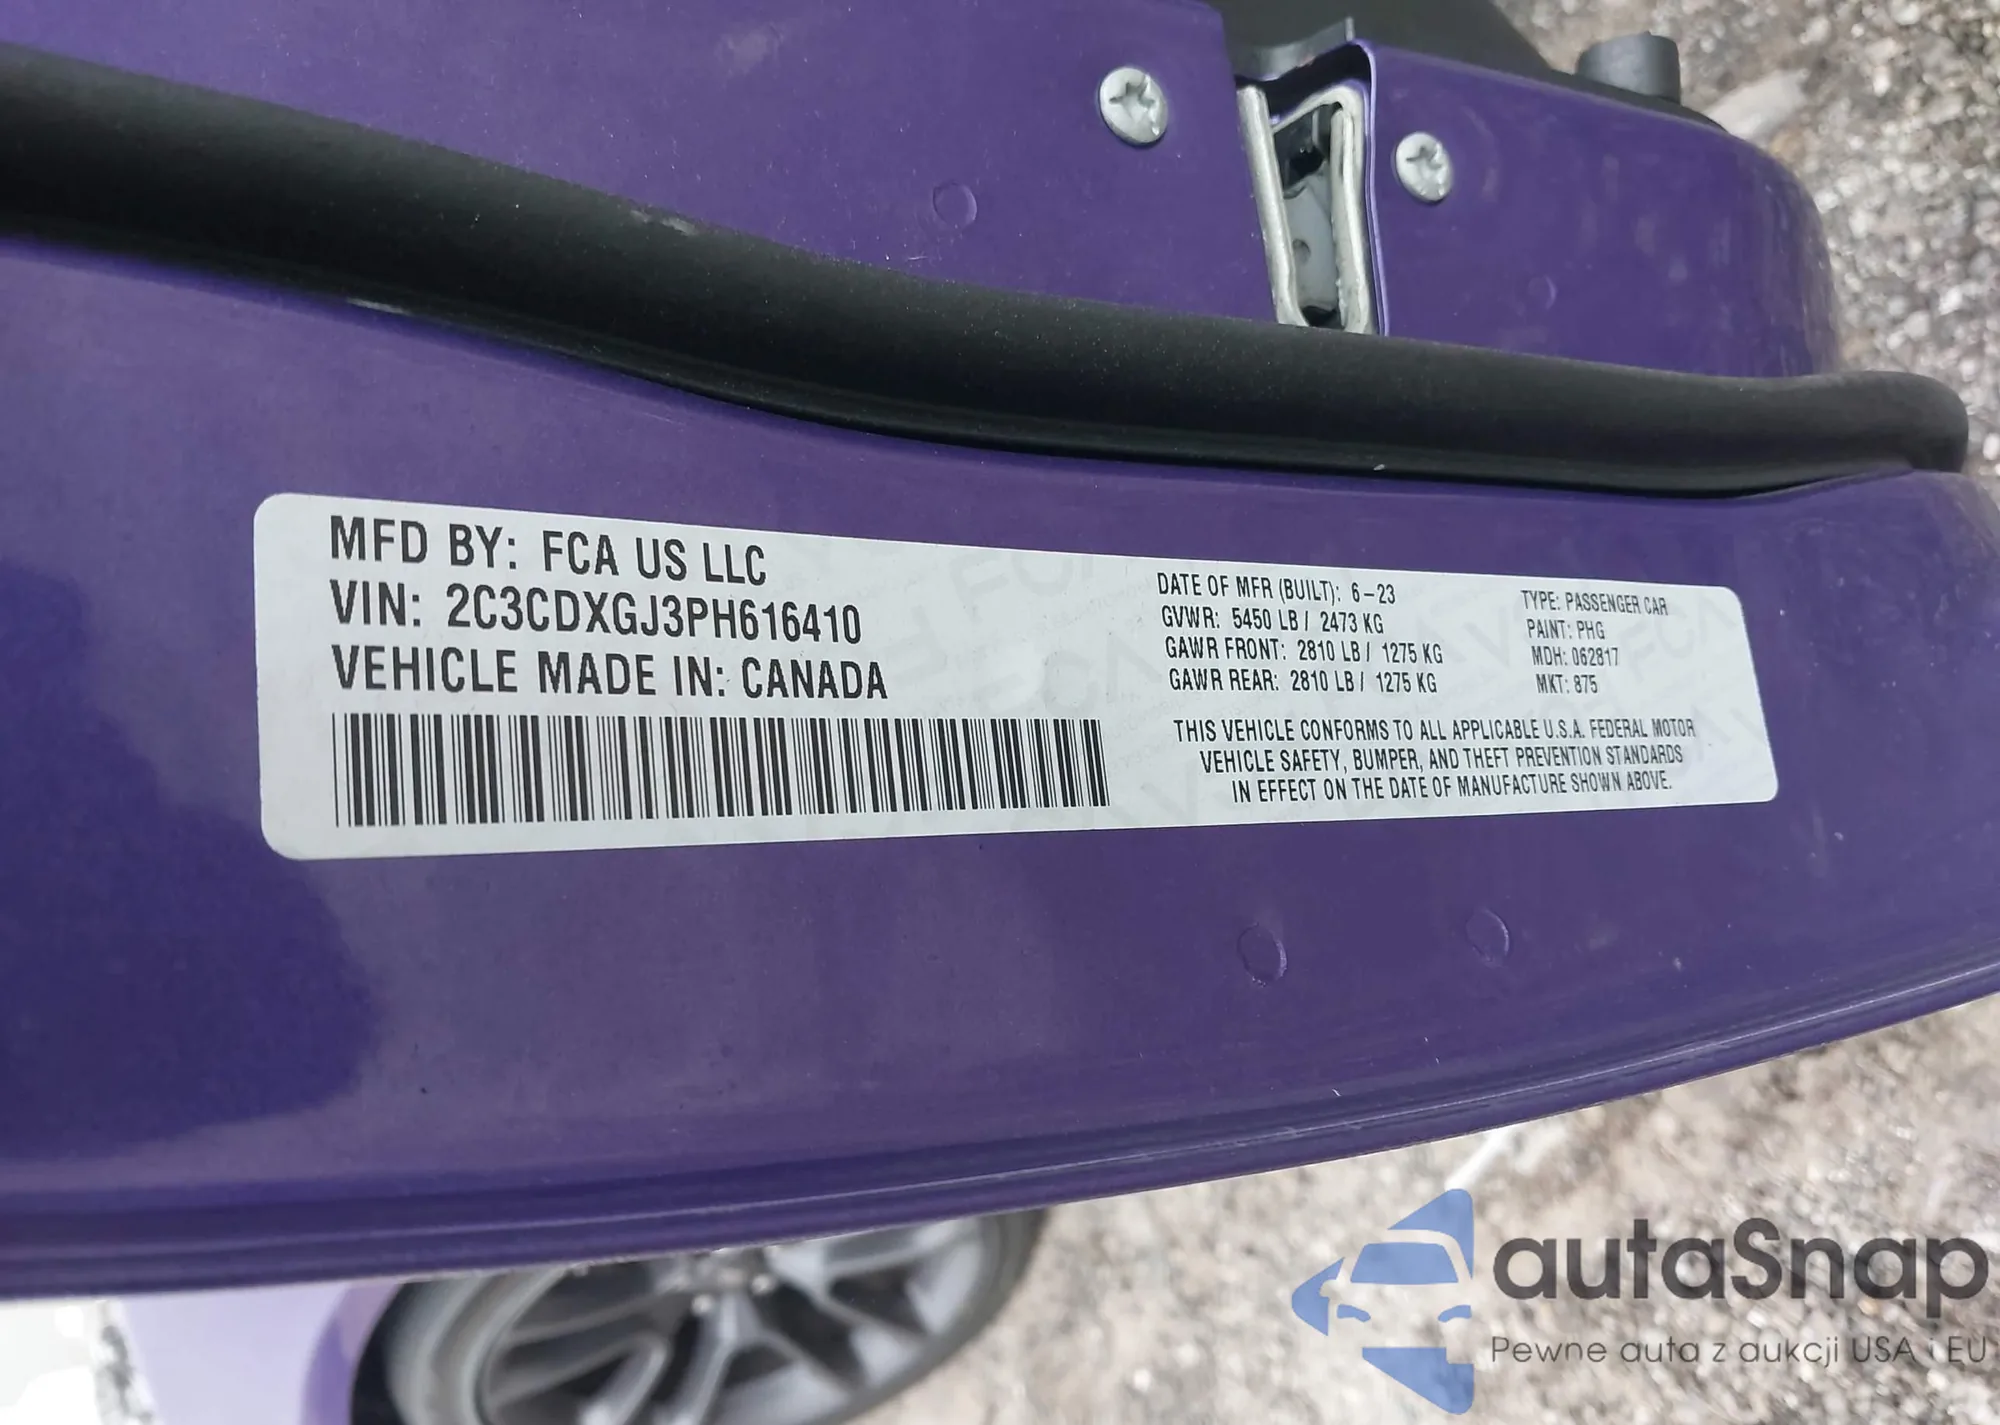 MFD BY: FCA US LLC
VIN: 2C3CDXGJ3PH616410
VEHICLE MADE IN: CANADA
DATE OF MFR (BUILT): 6-23
GVWR: 5450 LB / 2473 KG
GAWR FRONT: 2810 LB / 1275 KG
GAWR REAR: 2810 LB / 1275 KG
TYPE: PASSENGER CAR
PAINT: PHG
MDH: 062817
MKT: 875
THIS VEHICLE CONFORMS TO ALL APPLICABLE U.S.A. FEDERAL MOTOR
VEHICLE SAFETY, BUMPER, AND THEFT PREVENTION STANDARDS
IN EFFECT ON THE DATE OF MANUFACTURE SHOWN ABOVE.
autaSnap
Pewne auta z aukcji USA i EU